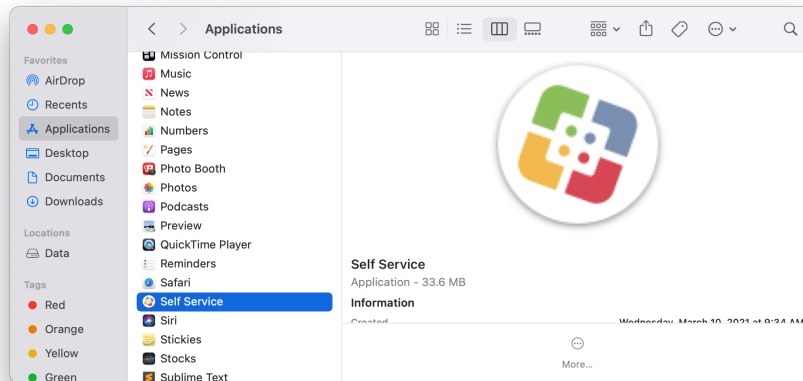 Applications
Favorites
AirDrop
Recents
Applications
Desktop
Documents
Downloads
Locations
Data
Tags
Red
Orange
Yellow
Green
Mission Control
Music
News
Notes
Numbers
Pages
Photo Booth
Photos
Podcasts
Preview
QuickTime Player
Reminders
Safari
Self Service
Siri
Stickies
Stocks
Sublime Text
Self Service
Application - 33.6 MB
Information
Created Wednesday, March 10, 2021 at 9:34 AM
More...